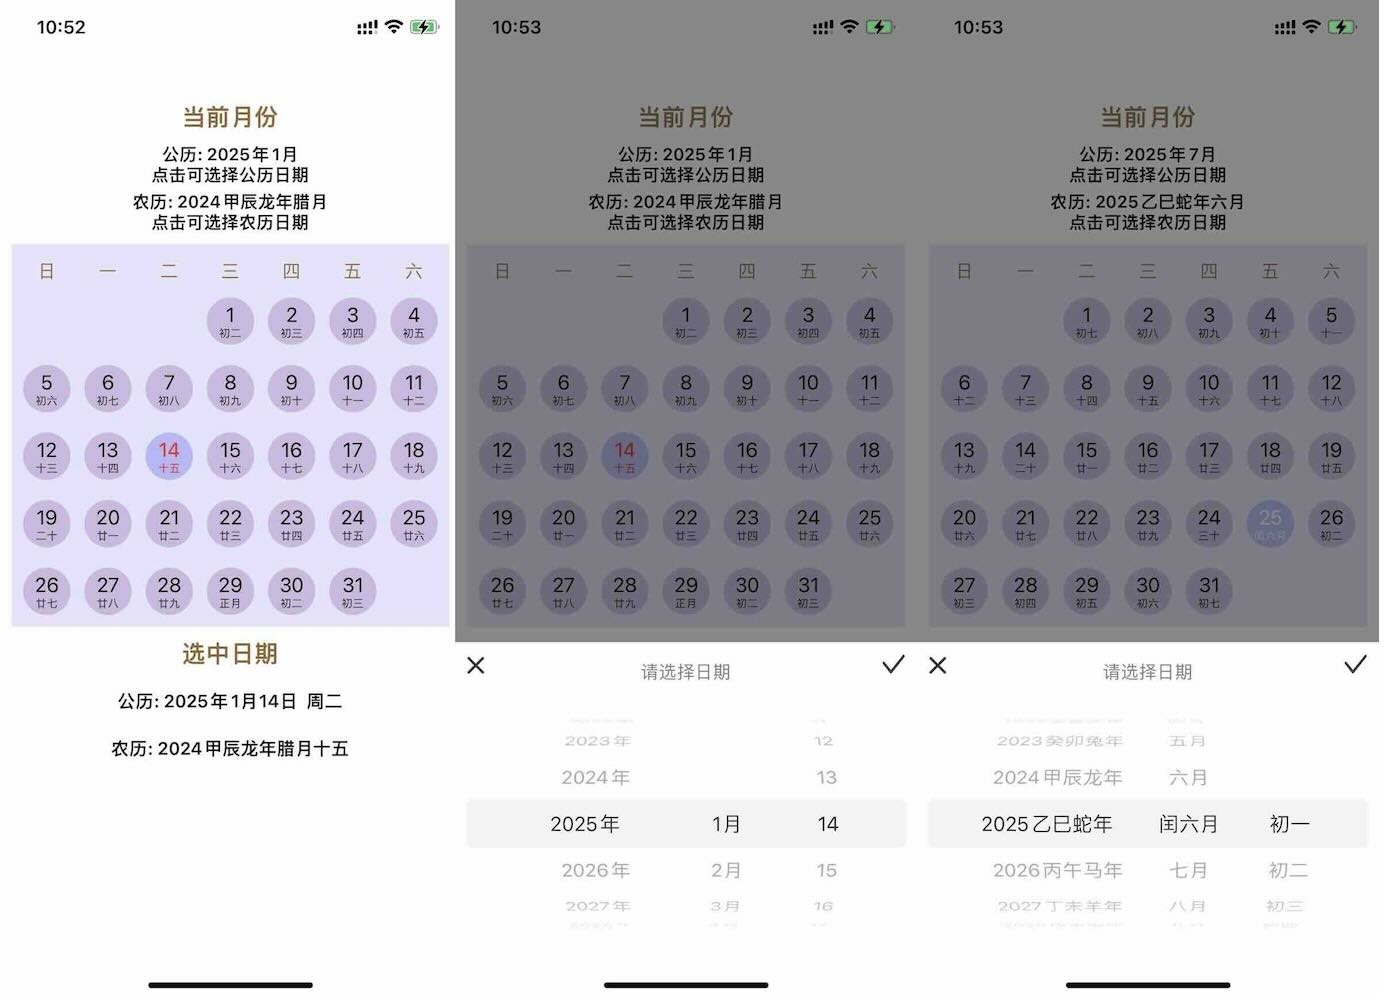 10:52
当前月份
公历: 2025年1月
点击可选择公历日期
农历: 2024甲辰龙年腊月
点击可选择农历日期
日 一 二 三 四 五 六
1 2 3 4
初二 初三 初四 初五
5 6 7 8 9 10 11
初六 初七 初八 初九 初十 十一 十二
12 13 14 15 16 17 18
十三 十四 十五 十六 十七 十八 十九
19 20 21 22 23 24 25
二十 廿一 廿二 廿三 廿四 廿五 廿六
26 27 28 29 30 31
廿七 廿八 廿九 正月 初二 初三
选中日期
公历: 2025年1月14日 周二
农历: 2024甲辰龙年腊月十五
10:53
当前月份
公历: 2025年1月
点击可选择公历日期
农历: 2024甲辰龙年腊月
点击可选择农历日期
日 一 二 三 四 五 六
1 2 3 4
初二 初三 初四 初五
5 6 7 8 9 10 11
初六 初七 初八 初九 初十 十一 十二
12 13 14 15 16 17 18
十三 十四 十五 十六 十七 十八 十九
19 20 21 22 23 24 25
二十 廿一 廿二 廿三 廿四 廿五 廿六
26 27 28 29 30 31
廿七 廿八 廿九 正月 初二 初三
请选择日期
2023年 12
2024年 13
2025年 1月 14
2026年 2月 15
2027年 3月 16
10:53
当前月份
公历: 2025年7月
点击可选择公历日期
农历: 2025乙巳蛇年六月
点击可选择农历日期
日 一 二 三 四 五 六
1 2 3 4 5
初七 初八 初九 初十 十一
6 7 8 9 10 11 12
十二 十三 十四 十五 十六 十七 十八
13 14 15 16 17 18 19
十九 二十 廿一 廿二 廿三 廿四 廿五
20 21 22 23 24 25 26
廿六 廿七 廿八 廿九 三十 闰六月 初二
27 28 29 30 31
初三 初四 初五 初六 初七
请选择日期
2023癸卯兔年 五月
2024甲辰龙年 六月
2025乙巳蛇年 闰六月 初一
2026丙午马年 七月 初二
2027丁未羊年 八月 初三